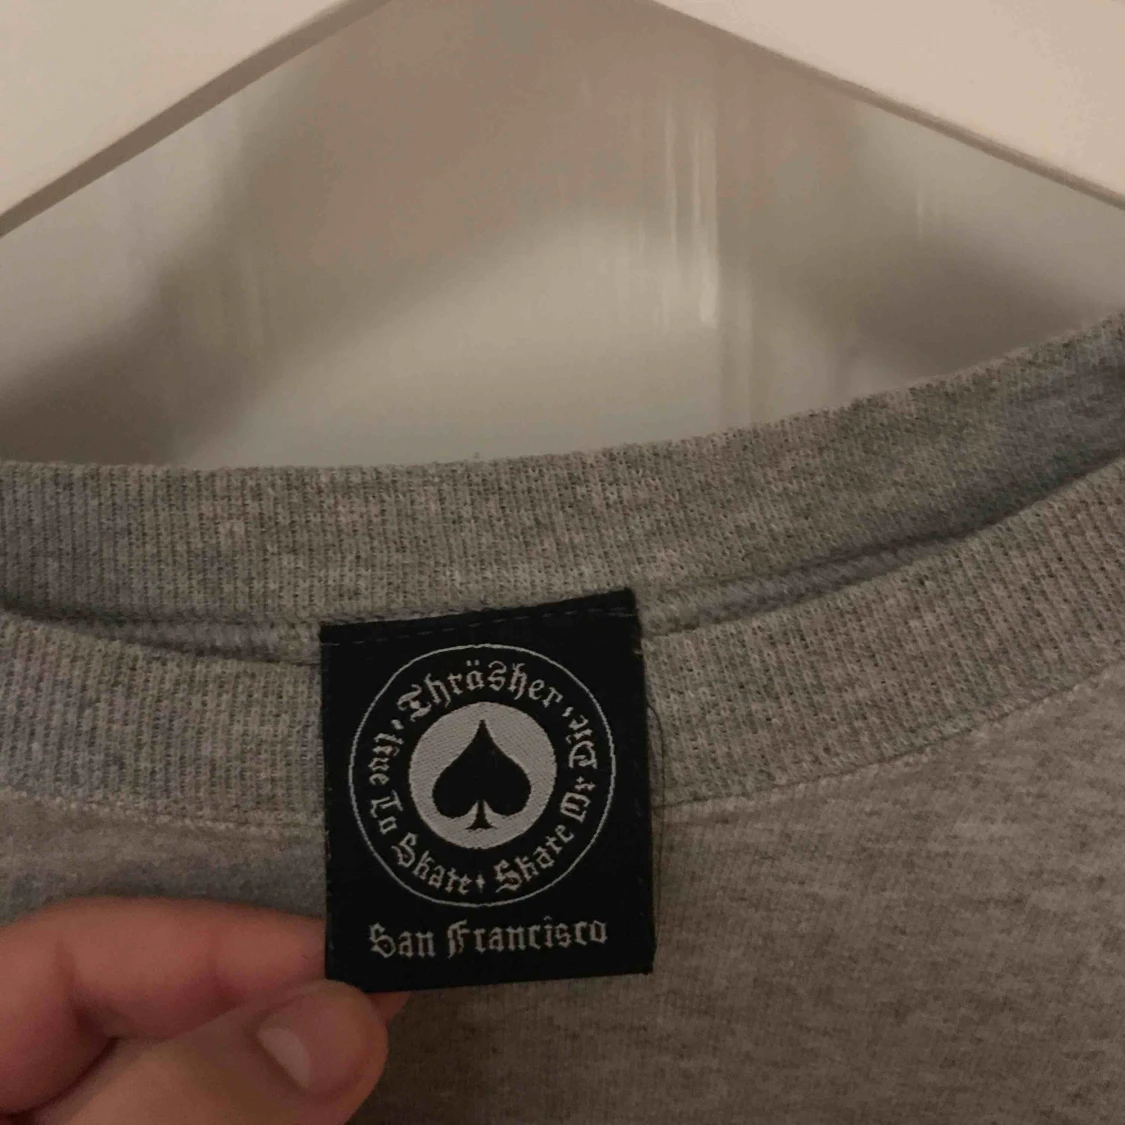 Thräsher
live To Skate
Skate Or Die
San Francisco